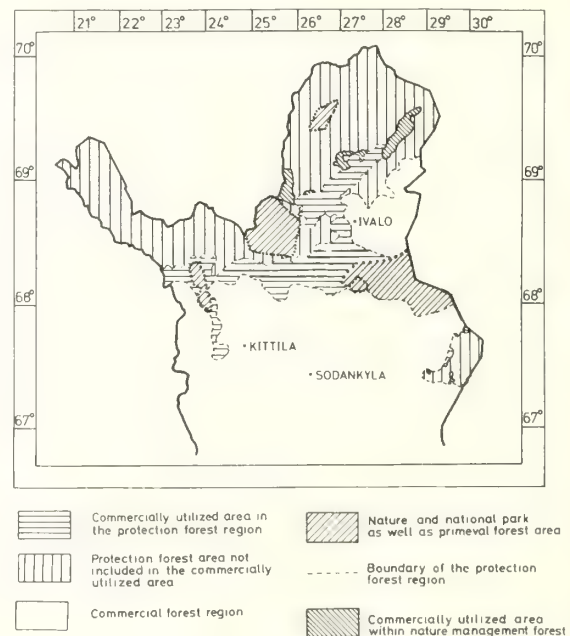 21° 22° 23° 24° 25° 26° 27° 28° 29° 30°
70° 70°
69° 69°
•IVALO
68° 68°
•KITTILA
•SODANKYLA
67° 67°
Commercially utilized area in
the protection forest region
Protection forest area not
included in the commercially
utilized area
Commercial forest region
Nature and national park
as well as primeval forest area
Boundary of the protection
forest region
Commercially utilized area
within nature management forest